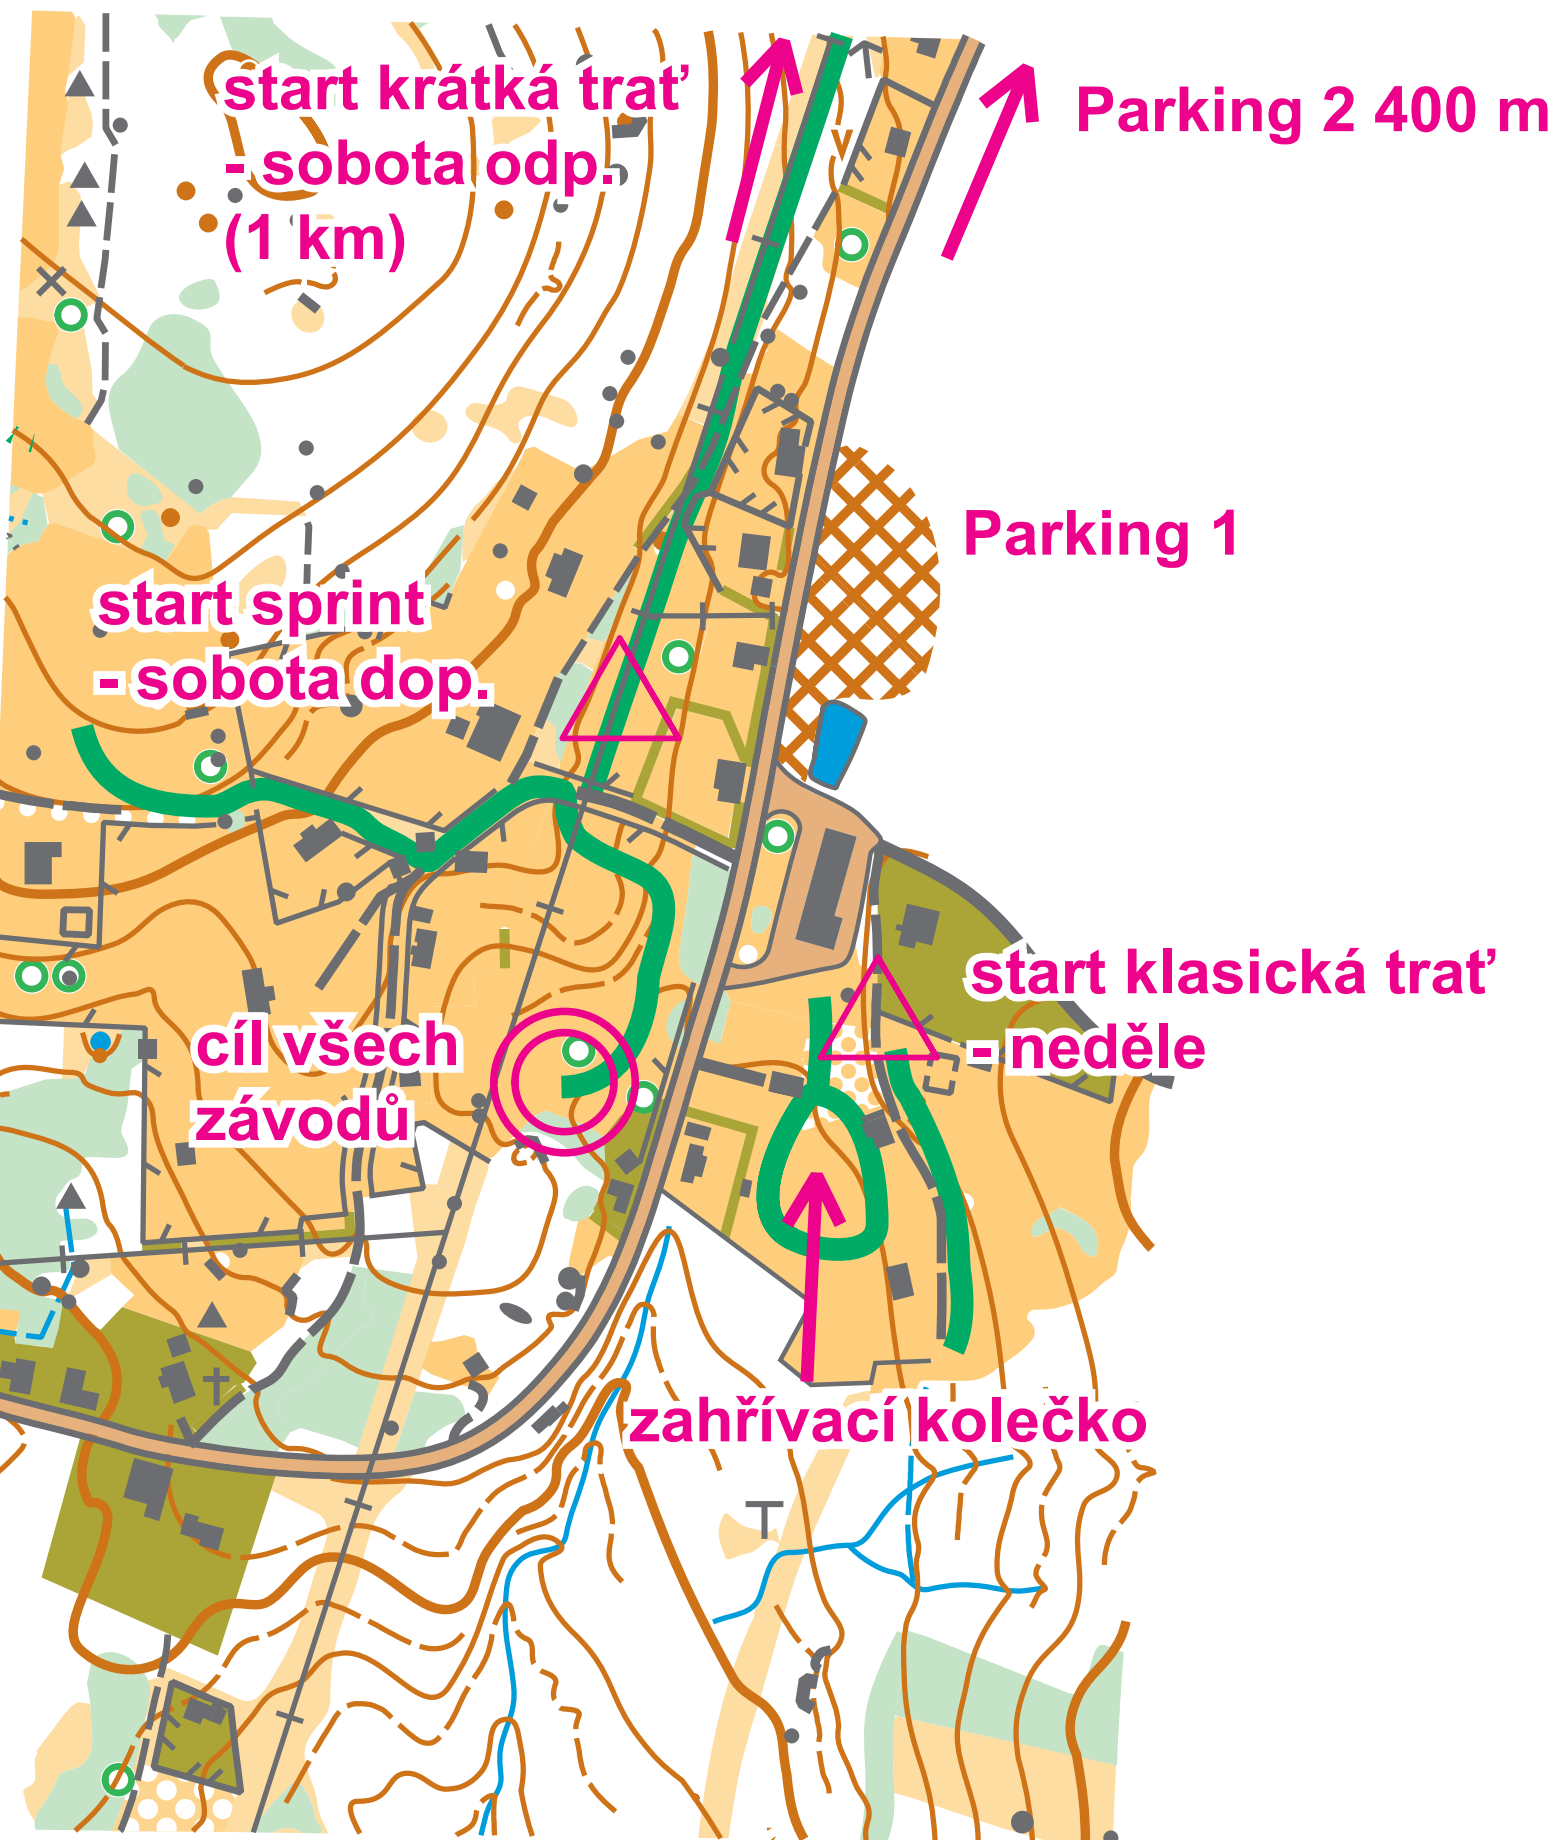 start krátká trať
- sobota odp.
(1 km)
Parking 2 400 m
Parking 1
start sprint
- sobota dop.
start klasická trať
- neděle
cíl všech
závodů
zahřívací kolečko